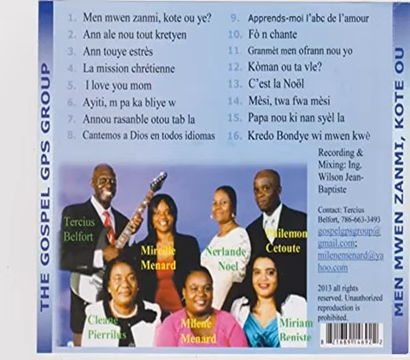 THE GOSPEL GPS GROUP
1. Men mwen zanmi, kote ou ye?
2. Ann ale nou tout kretyen
3. Ann touye estrès
4. La mission chrétienne
5. I love you mom
6. Ayiti, m pa ka bliye w
7. Annou rasanble otou tab la
8. Cantemos a Dios en todos idiomas
9. Apprends-moi l'abc de l'amour
10. Fò n chante
11. Granmèt men ofrann nou yo
12. Kòman ou ta vle?
13. C'est la Noël
14. Mèsi, twa fwa mèsi
15. Papa nou ki nan syèl la
16. Kredo Bondye wi mwen kwè
Recording &
Mixing: Ing.
Wilson Jean-
Baptiste
Contact: Tercius
Belfort, 786-663-3493
gospelgpsgroup@
gmail.com;
milenemenard@ya
hoo.com
2013 all rights
reserved. Unauthorized
reproduction is
prohibited.
Tercius
Belfort
Mireille
Menard
Nerlande
Noel
Philemon
Cetoute
Cleane
Pierrilus
Milene
Menard
Miriam
Beniste
MEN MWEN ZANMI, KOTE OU